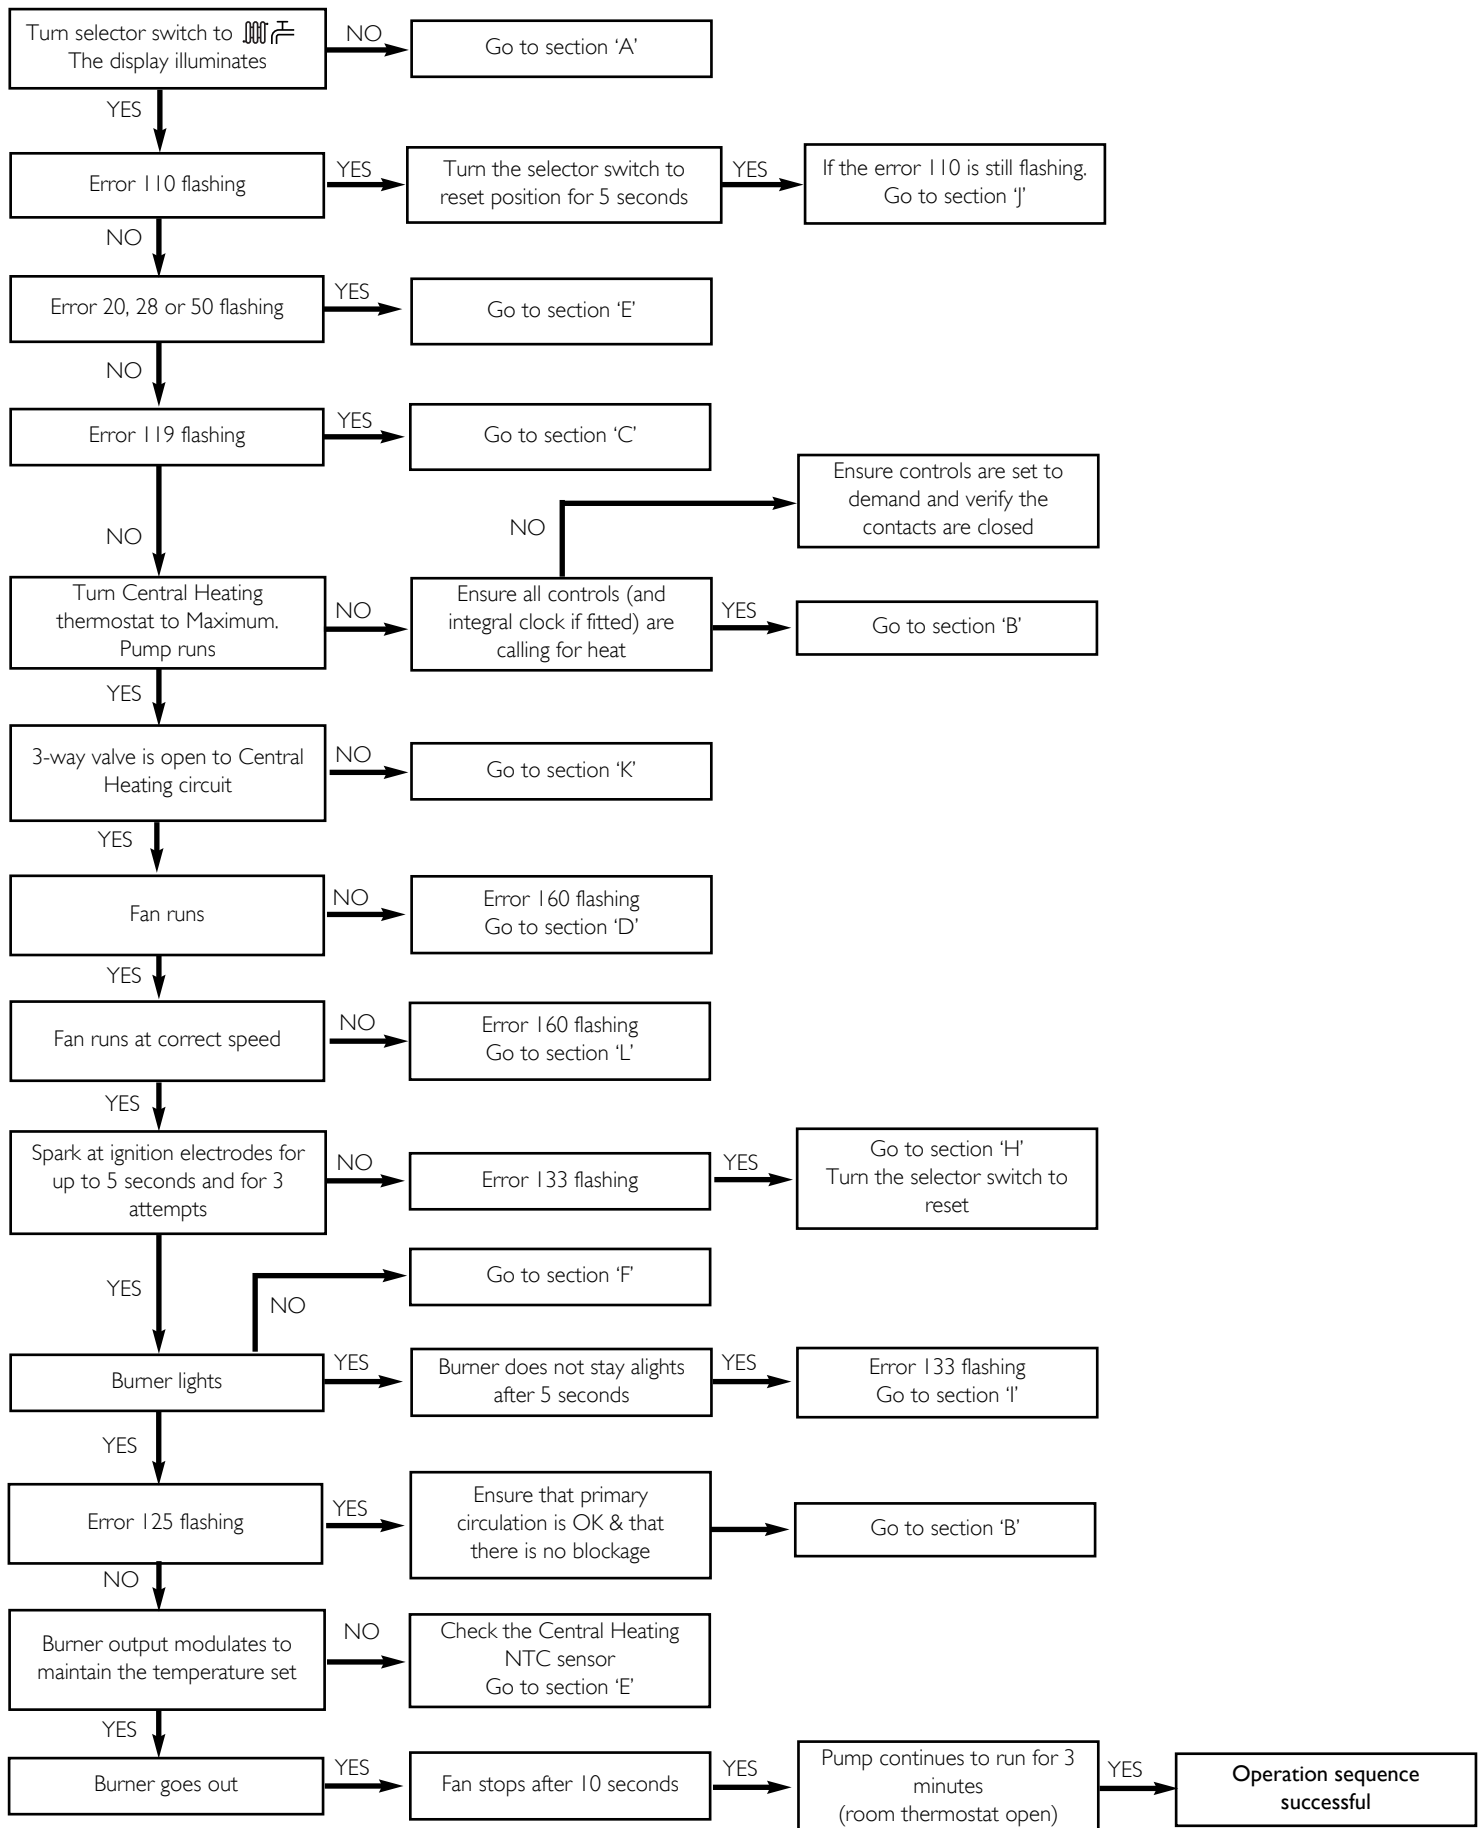 Turn selector switch to
The display illuminates
NO
Go to section ‘A’
YES
Error 110 flashing
YES
Turn the selector switch to
reset position for 5 seconds
YES
If the error 110 is still flashing.
Go to section ‘J’
NO
Error 20, 28 or 50 flashing
YES
Go to section ‘E’
NO
Error 119 flashing
YES
Go to section ‘C’
NO
Turn Central Heating
thermostat to Maximum.
Pump runs
NO
Ensure all controls (and
integral clock if fitted) are
calling for heat
NO
Ensure controls are set to
demand and verify the
contacts are closed
YES
Go to section ‘B’
YES
3-way valve is open to Central
Heating circuit
NO
Go to section ‘K’
YES
Fan runs
NO
Error 160 flashing
Go to section ‘D’
YES
Fan runs at correct speed
NO
Error 160 flashing
Go to section ‘L’
YES
Spark at ignition electrodes for
up to 5 seconds and for 3
attempts
NO
Error 133 flashing
YES
Go to section ‘H’
Turn the selector switch to
reset
YES
NO
Go to section ‘F’
Burner lights
YES
Burner does not stay alights
after 5 seconds
YES
Error 133 flashing
Go to section ‘I’
YES
Error 125 flashing
YES
Ensure that primary
circulation is OK & that
there is no blockage
Go to section ‘B’
NO
Burner output modulates to
maintain the temperature set
NO
Check the Central Heating
NTC sensor
Go to section ‘E’
YES
Burner goes out
YES
Fan stops after 10 seconds
YES
Pump continues to run for 3
minutes
(room thermostat open)
YES
Operation sequence
successful